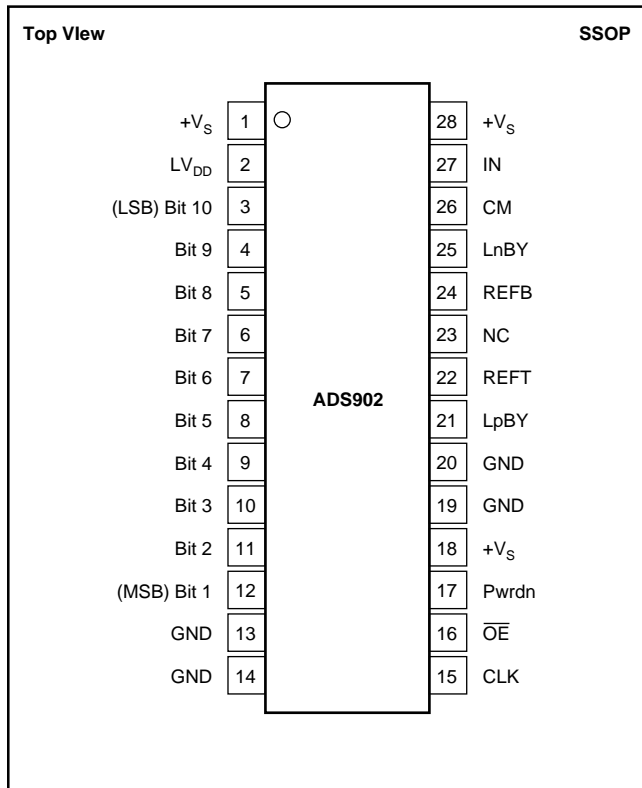 Top VIew SSOP
+VS 1 28 +VS
LVDD 2 27 IN
(LSB) Bit 10 3 26 CM
Bit 9 4 25 LnBY
Bit 8 5 24 REFB
Bit 7 6 23 NC
Bit 6 7 22 REFT
ADS902
Bit 5 8 21 LpBY
Bit 4 9 20 GND
Bit 3 10 19 GND
Bit 2 11 18 +VS
(MSB) Bit 1 12 17 Pwrdn
GND 13 16 O̅E̅
GND 14 15 CLK